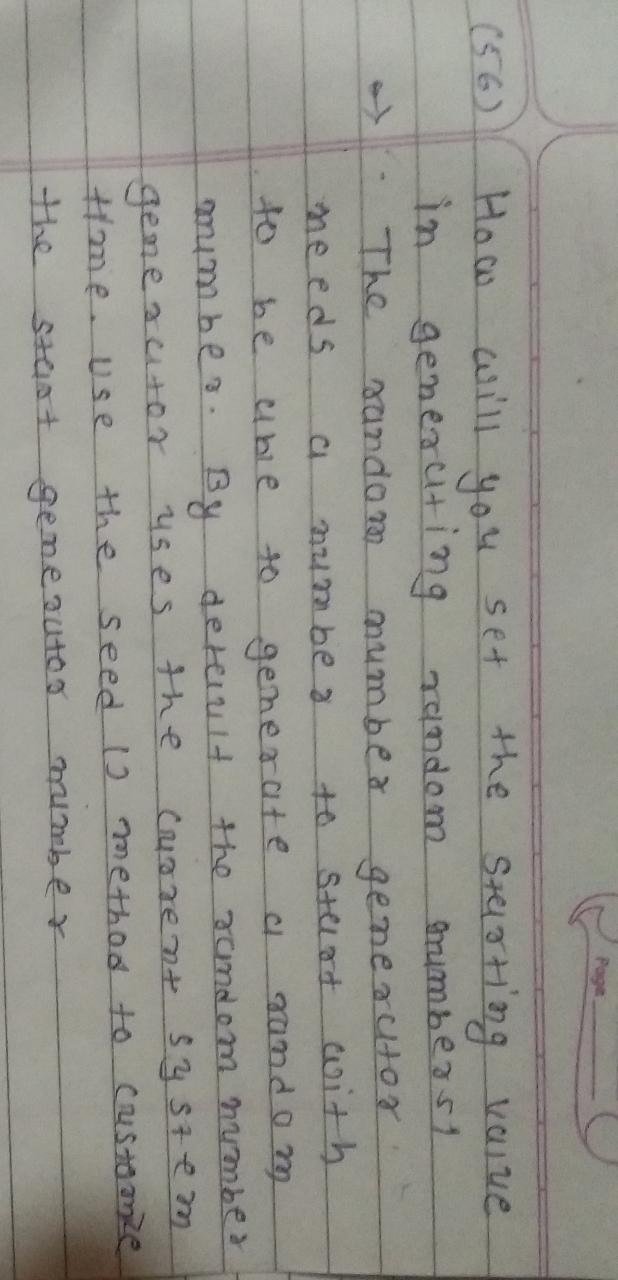 Page
(56) How will you set the starting value
in generating random numbers?
→ . The random number generator
needs a number to start with
to be able to generate a random
number. By default the random number
generator uses the current system
time. Use the seed () method to customize
the start generator number